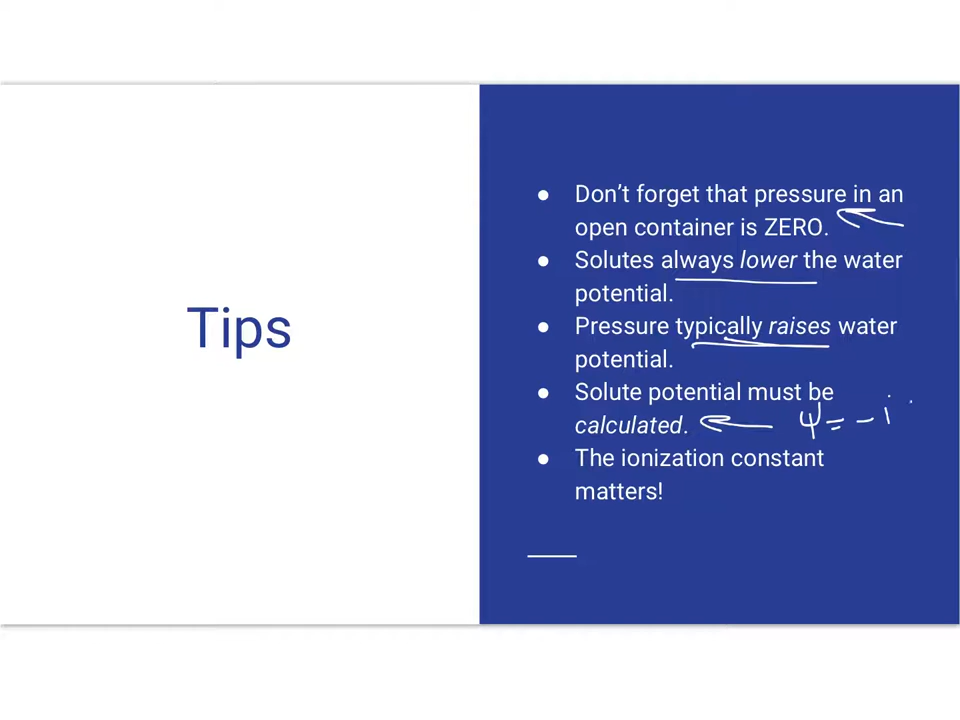 Tips
● Don't forget that pressure in an
open container is ZERO.
● Solutes always lower the water
potential.
● Pressure typically raises water
potential.
● Solute potential must be
calculated. ψ = - i
● The ionization constant
matters!